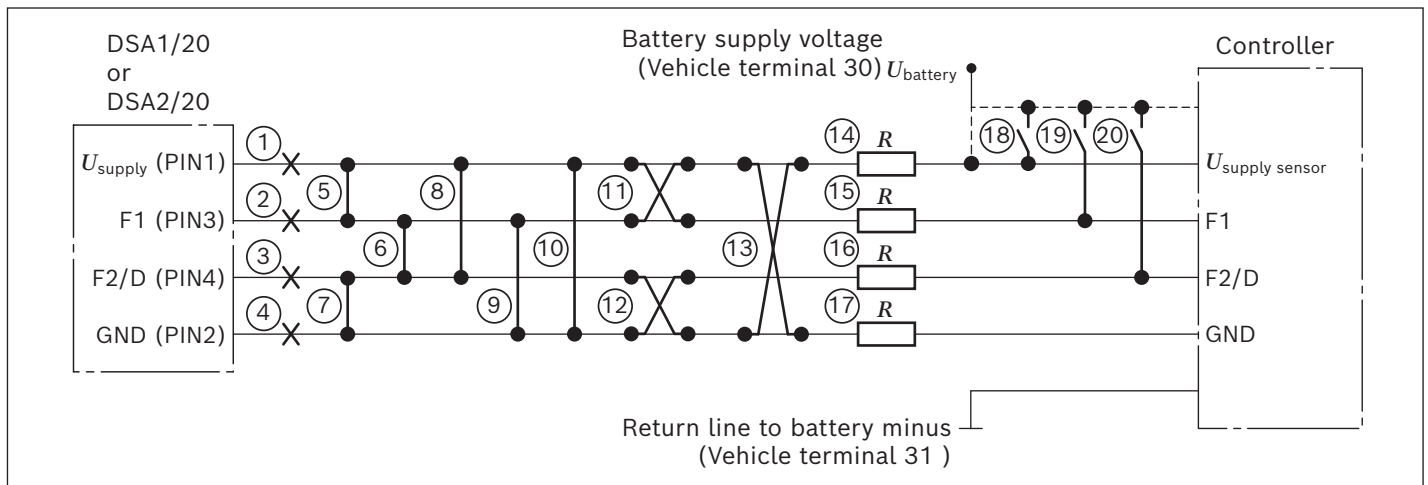 DSA1/20
or
DSA2/20
Battery supply voltage
(Vehicle terminal 30) Ubattery
Controller
Usupply (PIN1)
F1 (PIN3)
F2/D (PIN4)
GND (PIN2)
1
2
3
4
5
6
7
8
9
10
11
12
13
14 R
15 R
16 R
17 R
18
19
20
Usupply sensor
F1
F2/D
GND
Return line to battery minus
(Vehicle terminal 31 )